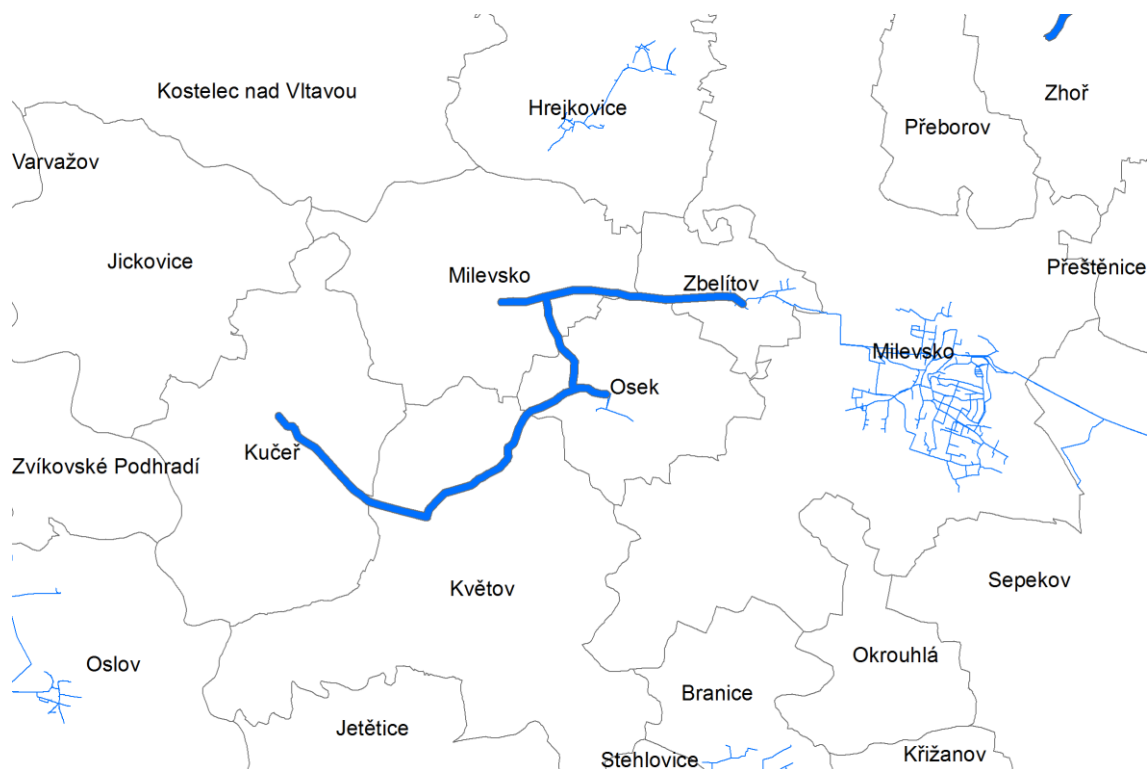 Kostelec nad Vltavou
Hrejkovice
Zhoř
Přeborov
Varvažov
Jickovice
Milevsko
Zbelítov
Přeštěnice
Milevsko
Osek
Kučeř
Zvíkovské Podhradí
Květov
Sepekov
Oslov
Okrouhlá
Branice
Jetětice
Stehlovice
Křižanov